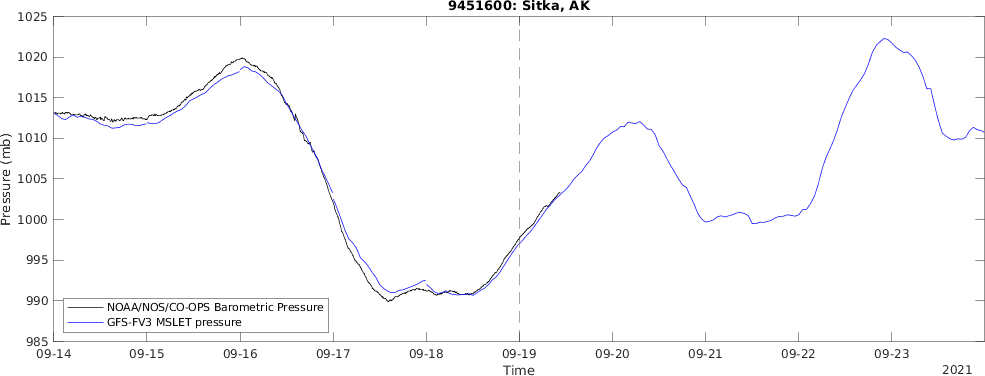 9451600: Sitka, AK
1025
1020
1015
1010
1005
1000
995
990
985
Pressure (mb)
NOAA/NOS/CO-OPS Barometric Pressure
GFS-FV3 MSLET pressure
09-14 09-15 09-16 09-17 09-18 09-19 09-20 09-21 09-22 09-23
Time
2021